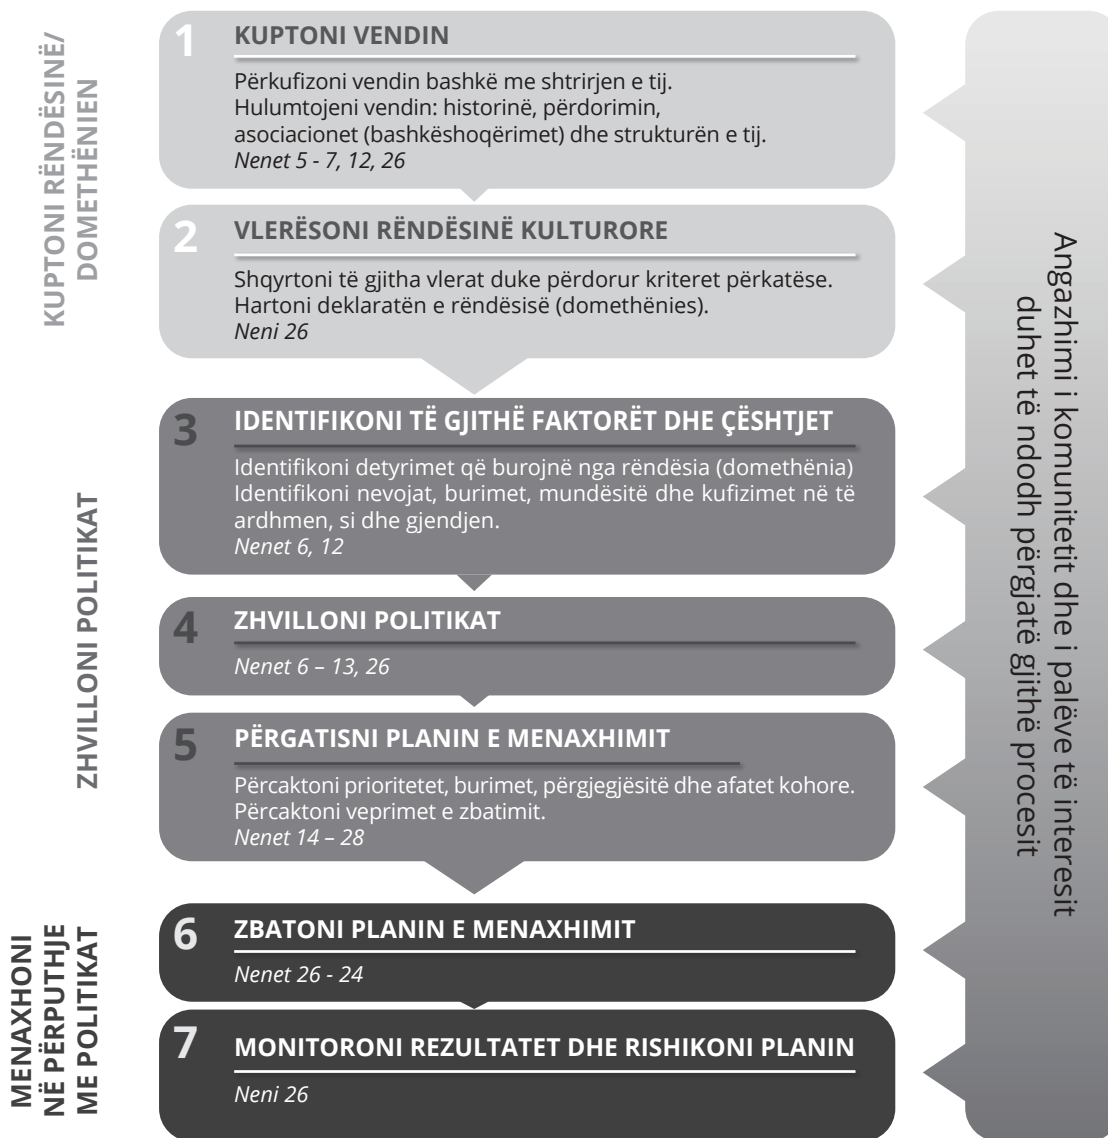 KUPTONI RËNDËSINË/
DOMETHËNIEN
1
KUPTONI VENDIN
Përkufizoni vendin bashkë me shtrirjen e tij.
Hulumtojeni vendin: historinë, përdorimin,
asociacionet (bashkëshoqërimet) dhe strukturën e tij.
Nenet 5 - 7, 12, 26
2
VLERËSONI RËNDËSINË KULTURORE
Shqyrtoni të gjitha vlerat duke përdorur kriteret përkatëse.
Hartoni deklaratën e rëndësisë (domethënies).
Neni 26
ZHVILLONI POLITIKAT
3
IDENTIFIKONI TË GJITHË FAKTORËT DHE ÇËSHTJET
Identifikoni detyrimet që burojnë nga rëndësia (domethënia)
Identifikoni nevojat, burimet, mundësitë dhe kufizimet në të
ardhmen, si dhe gjendjen.
Nenet 6, 12
4
ZHVILLONI POLITIKAT
Nenet 6 – 13, 26
5
PËRGATISNI PLANIN E MENAXHIMIT
Përcaktoni prioritetet, burimet, përgjegjësitë dhe afatet kohore.
Përcaktoni veprimet e zbatimit.
Nenet 14 – 28
MENAXHONI
NË PËRPUTHJE
ME POLITIKAT
6
ZBATONI PLANIN E MENAXHIMIT
Nenet 26 - 24
7
MONITORONI REZULTATET DHE RISHIKONI PLANIN
Neni 26
Angazhimi i komunitetit dhe i palëve të interesit
duhet të ndodh përgjatë gjithë procesit